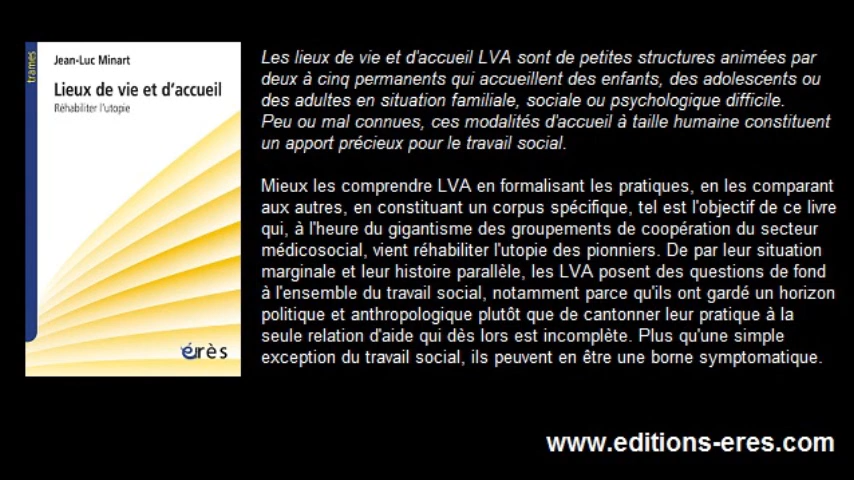 trames
Jean-Luc Minart
Lieux de vie et d'accueil
Réhabiliter l'utopie
érès
Les lieux de vie et d'accueil LVA sont de petites structures animées par
deux à cinq permanents qui accueillent des enfants, des adolescents ou
des adultes en situation familiale, sociale ou psychologique difficile.
Peu ou mal connues, ces modalités d'accueil à taille humaine constituent
un apport précieux pour le travail social.
Mieux les comprendre LVA en formalisant les pratiques, en les comparant
aux autres, en constituant un corpus spécifique, tel est l'objectif de ce livre
qui, à l'heure du gigantisme des groupements de coopération du secteur
médicosocial, vient réhabiliter l'utopie des pionniers. De par leur situation
marginale et leur histoire parallèle, les LVA posent des questions de fond
à l'ensemble du travail social, notamment parce qu'ils ont gardé un horizon
politique et anthropologique plutôt que de cantonner leur pratique à la
seule relation d'aide qui dès lors est incomplète. Plus qu'une simple
exception du travail social, ils peuvent en être une borne symptomatique.
www.editions-eres.com